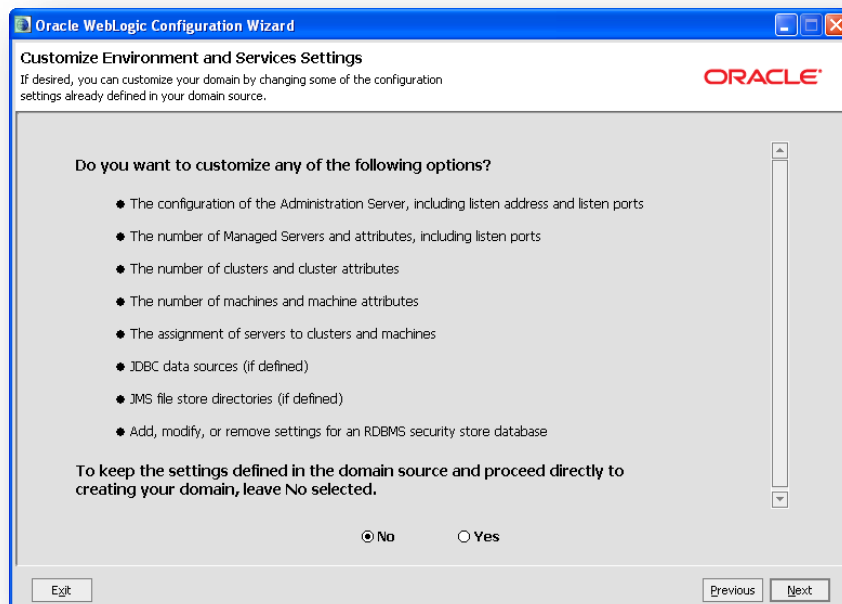 Oracle WebLogic Configuration Wizard
Customize Environment and Services Settings
If desired, you can customize your domain by changing some of the configuration
settings already defined in your domain source.
ORACLE
Do you want to customize any of the following options?
The configuration of the Administration Server, including listen address and listen ports
The number of Managed Servers and attributes, including listen ports
The number of clusters and cluster attributes
The number of machines and machine attributes
The assignment of servers to clusters and machines
JDBC data sources (if defined)
JMS file store directories (if defined)
Add, modify, or remove settings for an RDBMS security store database
To keep the settings defined in the domain source and proceed directly to
creating your domain, leave No selected.
No Yes
Exit Previous Next